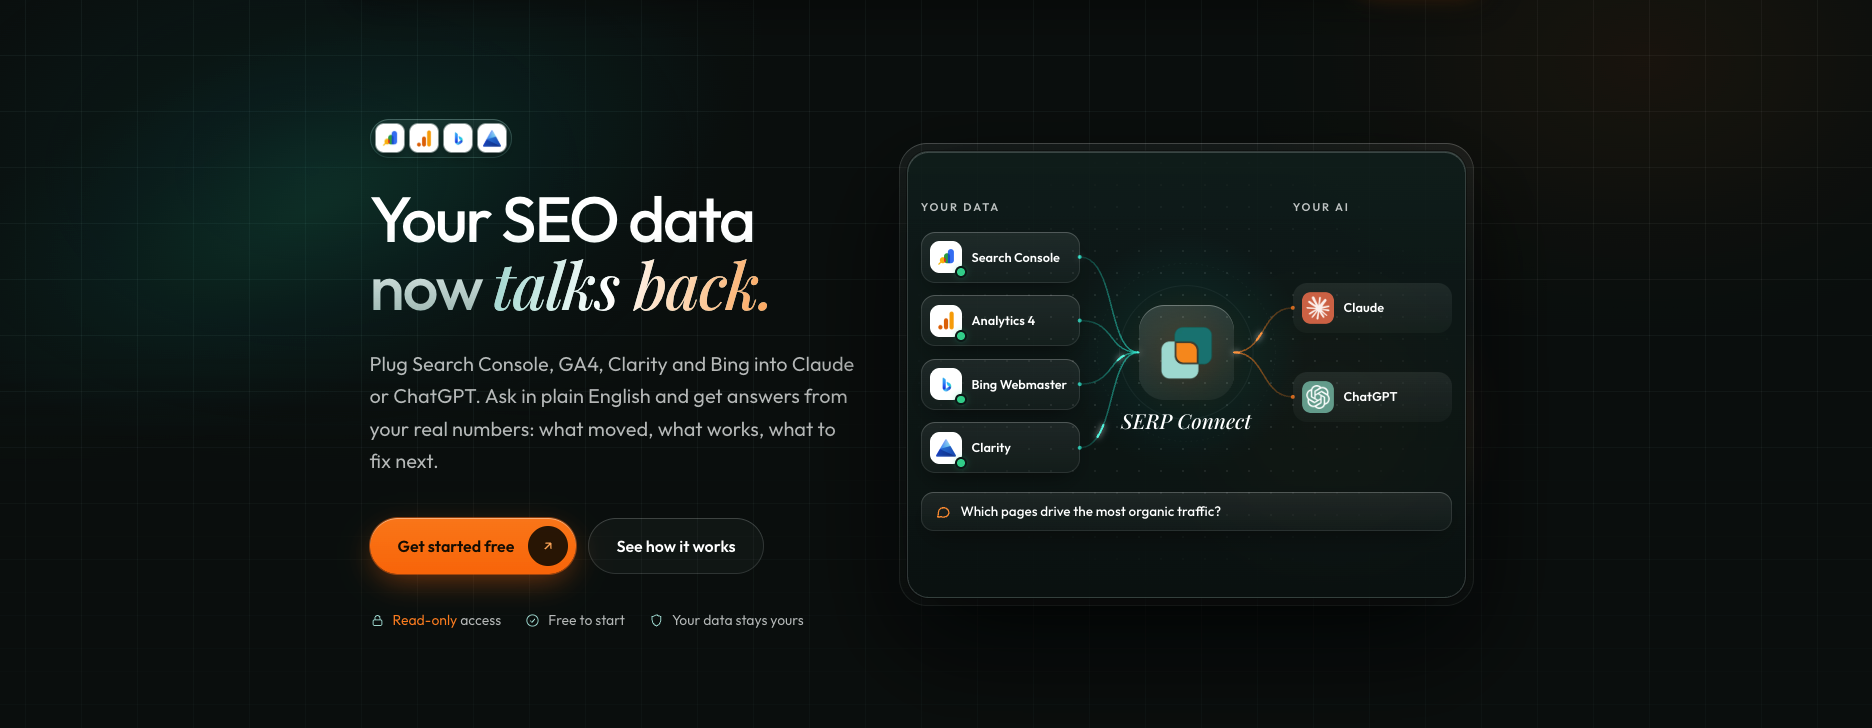 Your SEO data
now talks back.
Plug Search Console, GA4, Clarity and Bing into Claude
or ChatGPT. Ask in plain English and get answers from
your real numbers: what moved, what works, what to
fix next.
Get started free
See how it works
Read-only access
Free to start
Your data stays yours
YOUR DATA
YOUR AI
Search Console
Analytics 4
Bing Webmaster
Clarity
SERP Connect
Claude
ChatGPT
Which pages drive the most organic traffic?